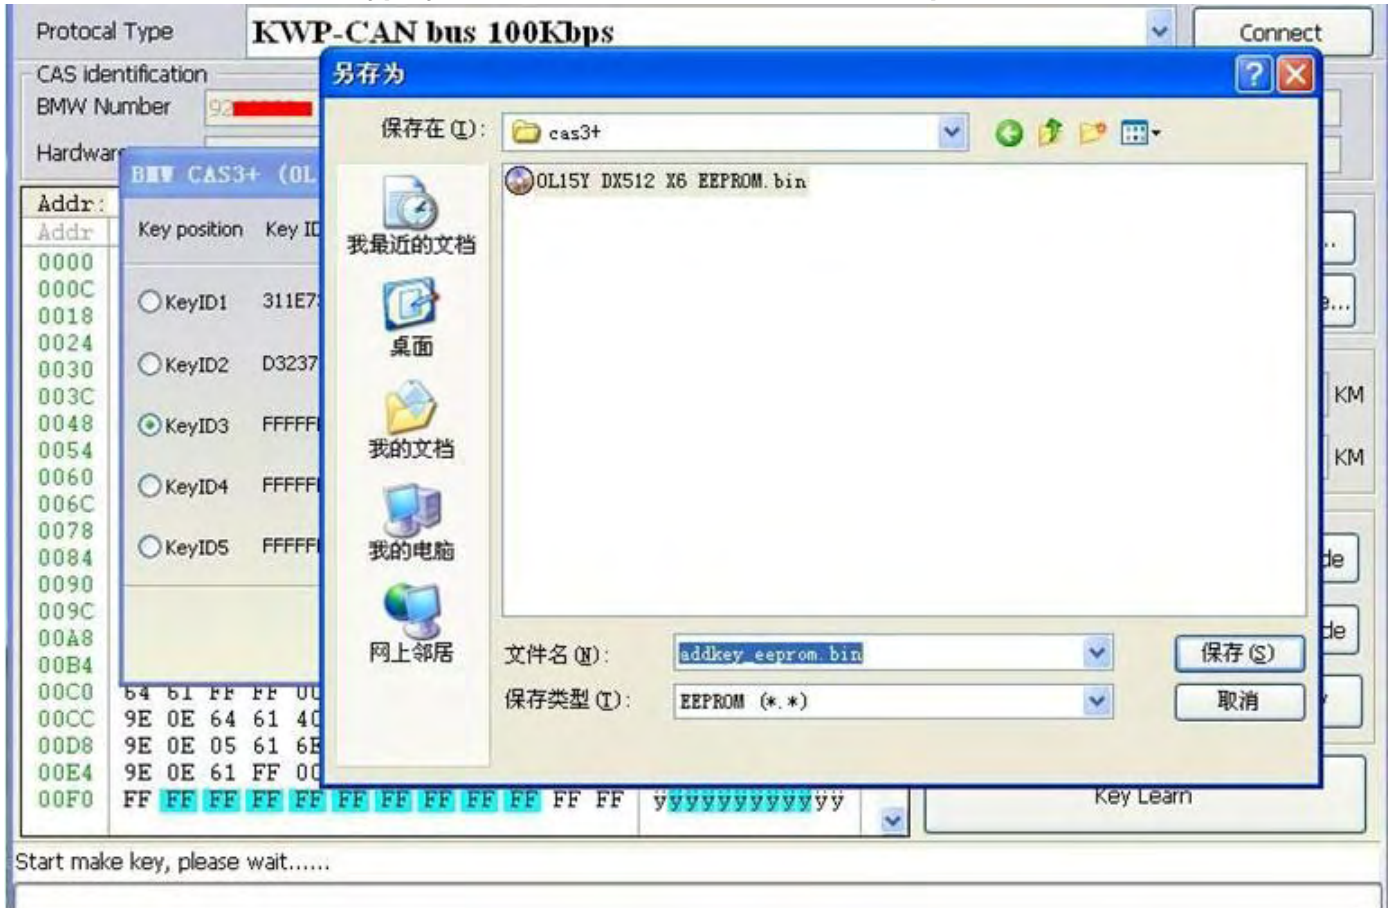 Protocal Type KWP-CAN bus 100Kbps Connect
CAS identification
BMW Number 92
另存为
保存在(I): cas3+
BMW CAS3+ (0L
0L15Y DX512 X6 EEPROM.bin
Key position Key ID
我最近的文档
桌面
我的文档
我的电脑
网上邻居
KeyID1 311E7
KeyID2 D3237
KeyID3 FFFFF
KeyID4 FFFFF
KeyID5 FFFFF
KM
KM
de
de
文件名(N): addkey_eeprom.bin 保存(S)
保存类型(T): EEPROM (*.*) 取消
Addr:
Addr
0000
000C
0018
0024
0030
003C
0048
0054
0060
006C
0078
0084
0090
009C
00A8
00B4
00C0 64 61 FF FF
00CC 9E 0E 64 61
00D8 9E 0E 05 61
00E4 9E 0E 61 FF
00F0 FF FF FF FF FF FF FF FF FF FF FF FF ÿÿÿÿÿÿÿÿÿÿÿÿ
Key Learn
Start make key, please wait......